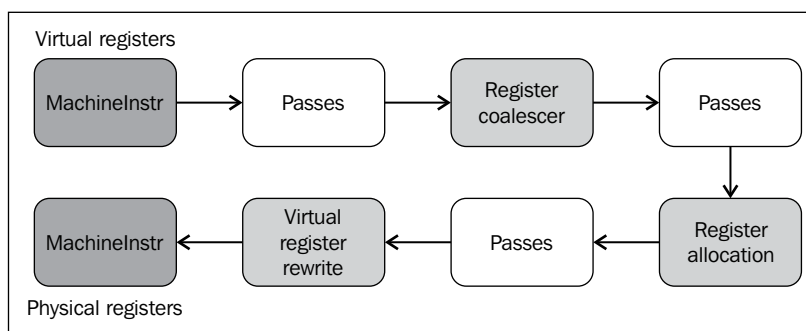 Virtual registers
MachineInstr
Passes
Register
coalescer
Passes
Register
allocation
Passes
Virtual
register
rewrite
MachineInstr
Physical registers